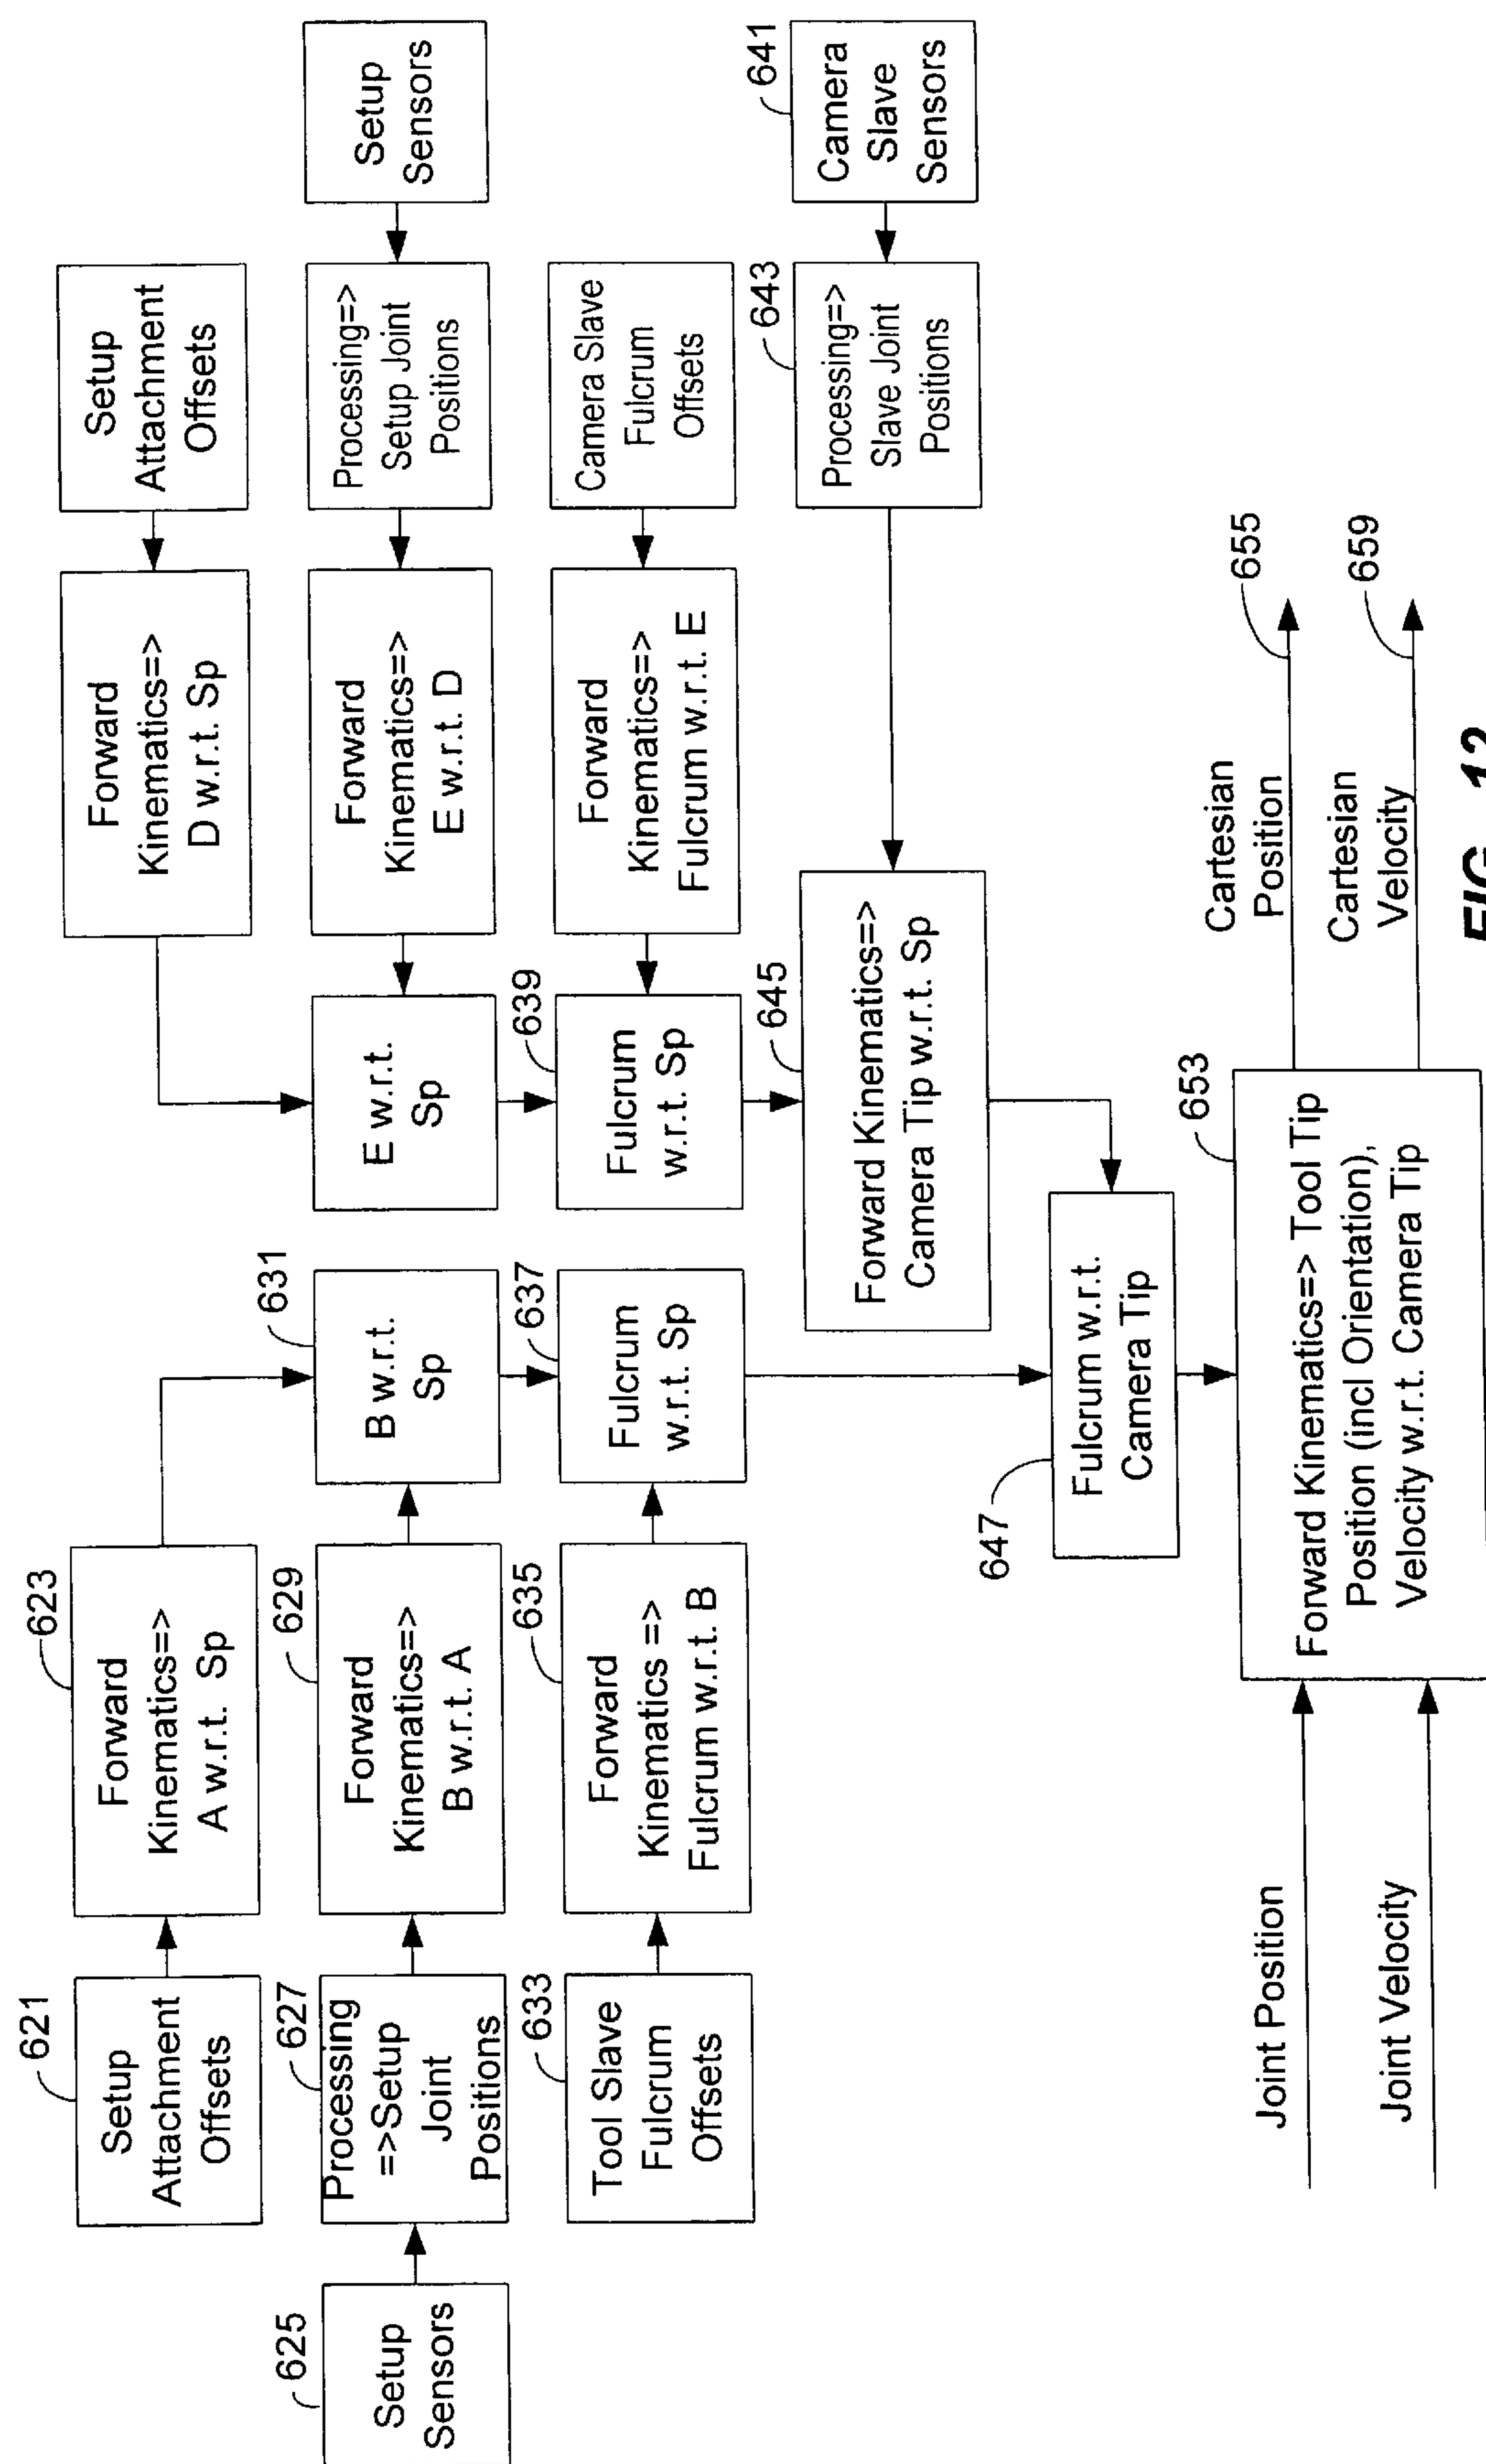 621
Setup
Attachment
Offsets
623
Forward
Kinematics=>
A w.r.t. Sp
Forward
Kinematics=>
D w.r.t. Sp
Setup
Attachment
Offsets
625
Setup
Sensors
627
Processing
=>Setup
Joint
Positions
629
Forward
Kinematics=>
B w.r.t. A
631
B w.r.t.
Sp
E w.r.t.
Sp
Forward
Kinematics=>
E w.r.t. D
Processing=>
Setup Joint
Positions
Setup
Sensors
633
Tool Slave
Fulcrum
Offsets
635
Forward
Kinematics =>
Fulcrum w.r.t. B
637
Fulcrum
w.r.t. Sp
639
Fulcrum
w.r.t. Sp
Forward
Kinematics=>
Fulcrum w.r.t. E
Camera Slave
Fulcrum
Offsets
645
Forward Kinematics=>
Camera Tip w.r.t. Sp
643
Processing=>
Slave Joint
Positions
641
Camera
Slave
Sensors
647
Fulcrum w.r.t.
Camera Tip
Joint Position
Joint Velocity
653
Forward Kinematics=> Tool Tip
Position (incl Orientation),
Velocity w.r.t. Camera Tip
Cartesian
Position
655
Cartesian
Velocity
659
FIG. 12